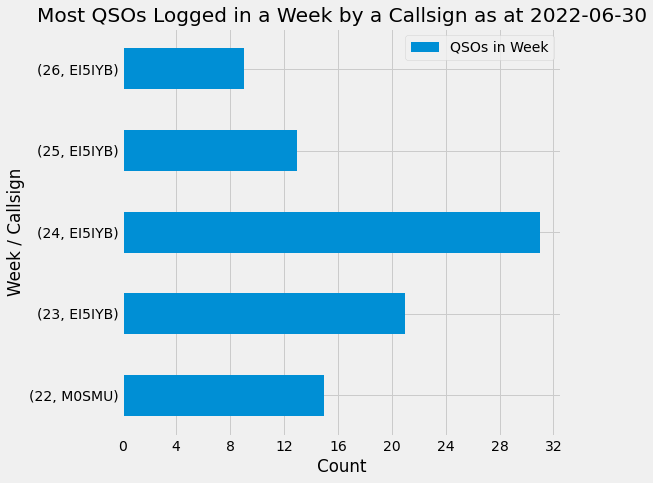 Most QSOs Logged in a Week by a Callsign as at 2022-06-30
QSOs in Week
(26, EI5IYB)
(25, EI5IYB)
(24, EI5IYB)
(23, EI5IYB)
(22, M0SMU)
Week / Callsign
0 4 8 12 16 20 24 28 32
Count